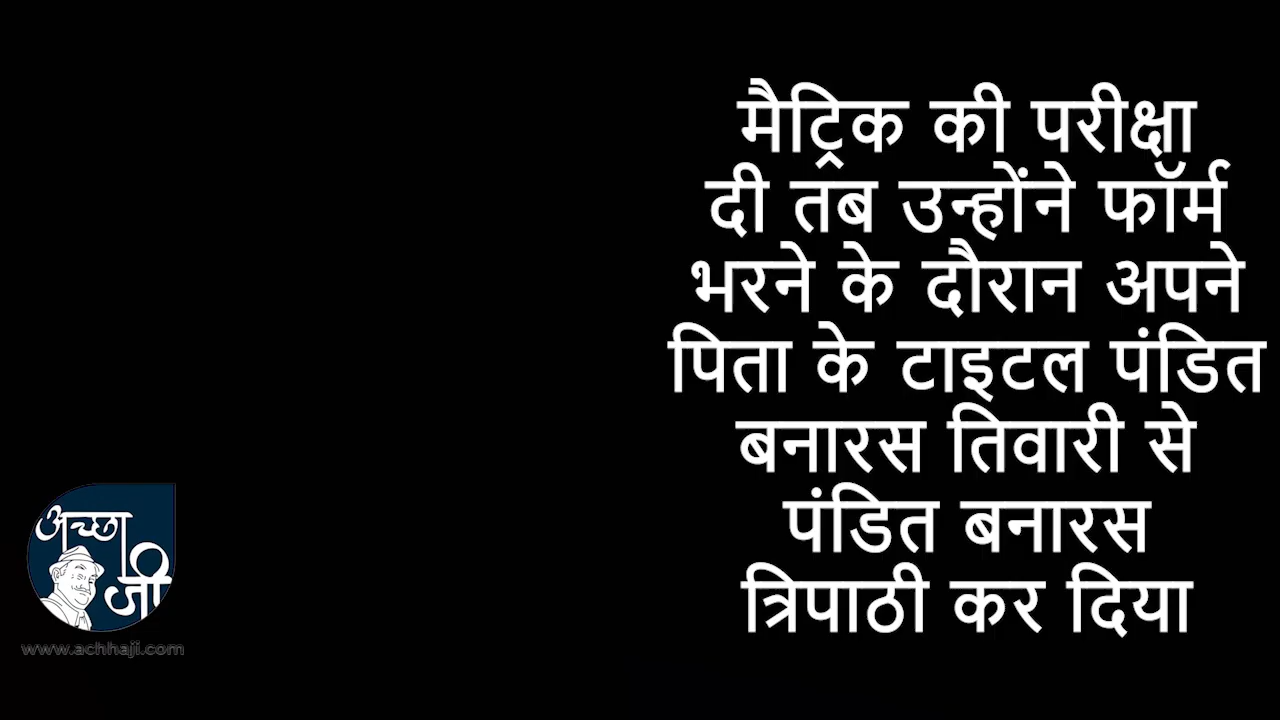 मैट्रिक की परीक्षा
दी तब उन्होंने फॉर्म
भरने के दौरान अपने
पिता के टाइटल पंडित
बनारस तिवारी से
पंडित बनारस
त्रिपाठी कर दिया
अच्छा
जी
www.achhaji.com